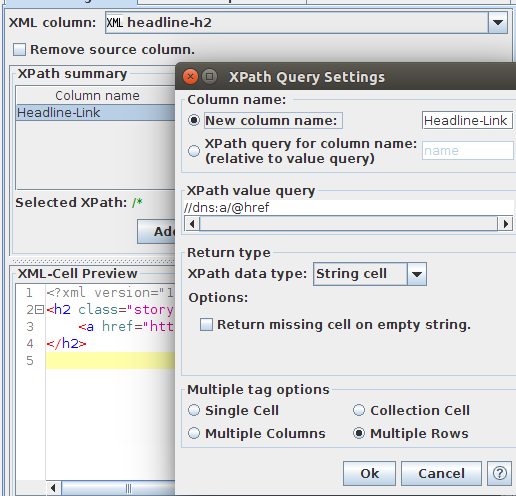 XML column: XML headline-h2
Remove source column.
XPath summary
Column name
Headline-Link
Selected XPath: /*
XML-Cell Preview
1 <?xml version="1
2 <h2 class="story
3 <a href="htt
4 </h2>
5
XPath Query Settings
Column name:
New column name: Headline-Link
XPath query for column name: name
(relative to value query)
XPath value query
//dns:a/@href
Return type
XPath data type: String cell
Options:
Return missing cell on empty string.
Multiple tag options
Single Cell Collection Cell
Multiple Columns Multiple Rows
Ok Cancel ?